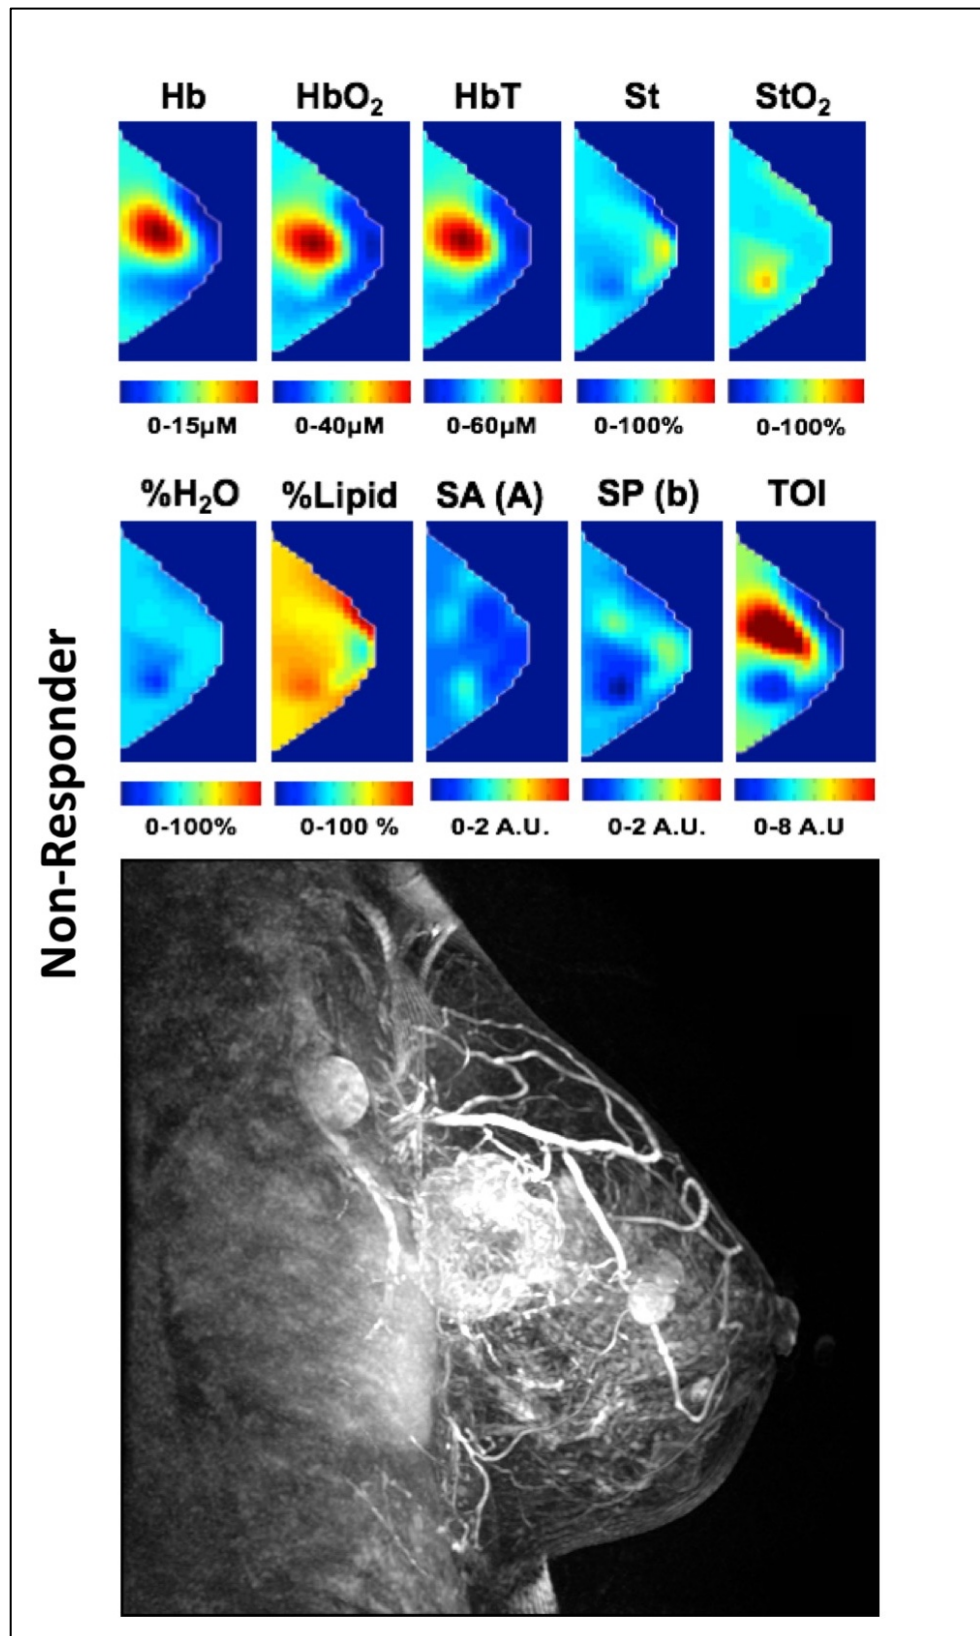 Hb HbO₂ HbT St StO₂
0-15µM 0-40µM 0-60µM 0-100% 0-100%
%H₂O %Lipid SA (A) SP (b) TOI
0-100% 0-100 % 0-2 A.U. 0-2 A.U. 0-8 A.U
Non-Responder